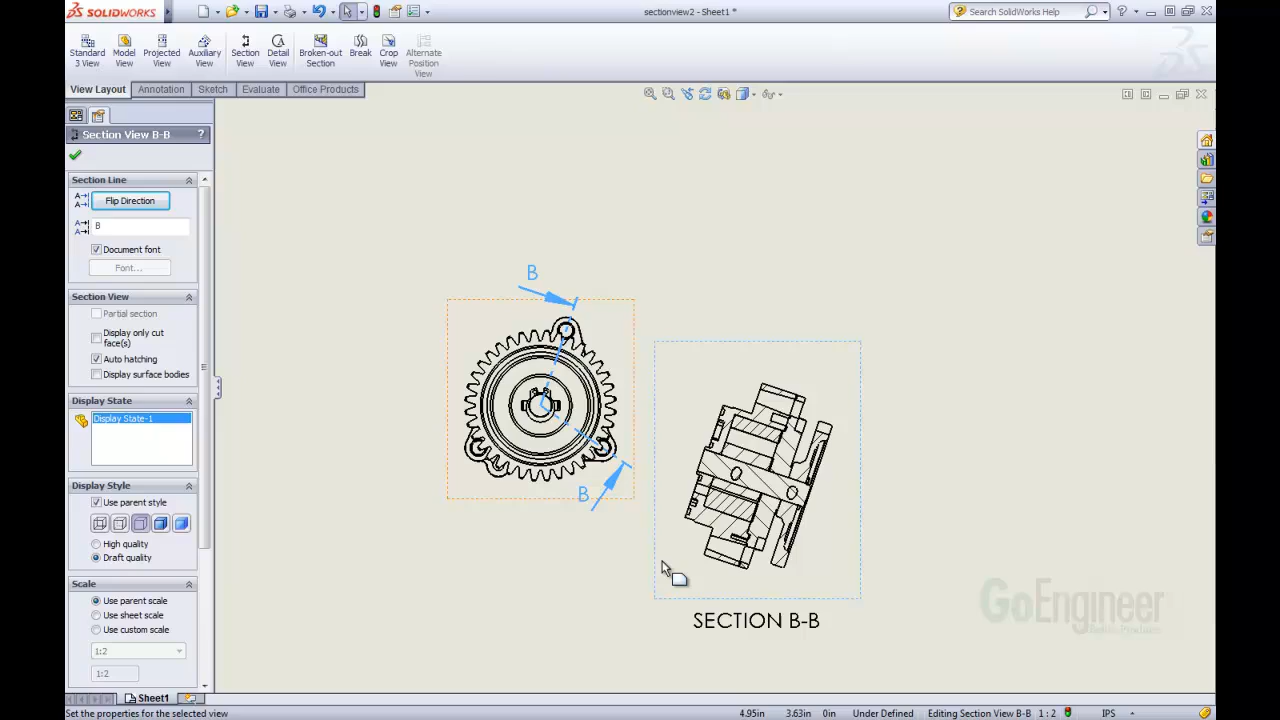 SOLIDWORKS
sectionview2 - Sheet1 *
Search SolidWorks Help
Standard 3 View
Model View
Projected View
Auxiliary View
Section View
Detail View
Broken-out Section
Break
Crop View
Alternate Position View
View Layout
Annotation
Sketch
Evaluate
Office Products
Section View B-B
?
Section Line
Flip Direction
B
Document font
Font...
Section View
Partial section
Display only cut face(s)
Auto hatching
Display surface bodies
Display State
Display State-1
Display Style
Use parent style
High quality
Draft quality
Scale
Use parent scale
Use sheet scale
Use custom scale
1:2
1:2
B
B
SECTION B-B
GoEngineer
Sheet1
Set the properties for the selected view
4.95in
3.63in
0in
Under Defined
Editing Section View B-B
1 : 2
IPS